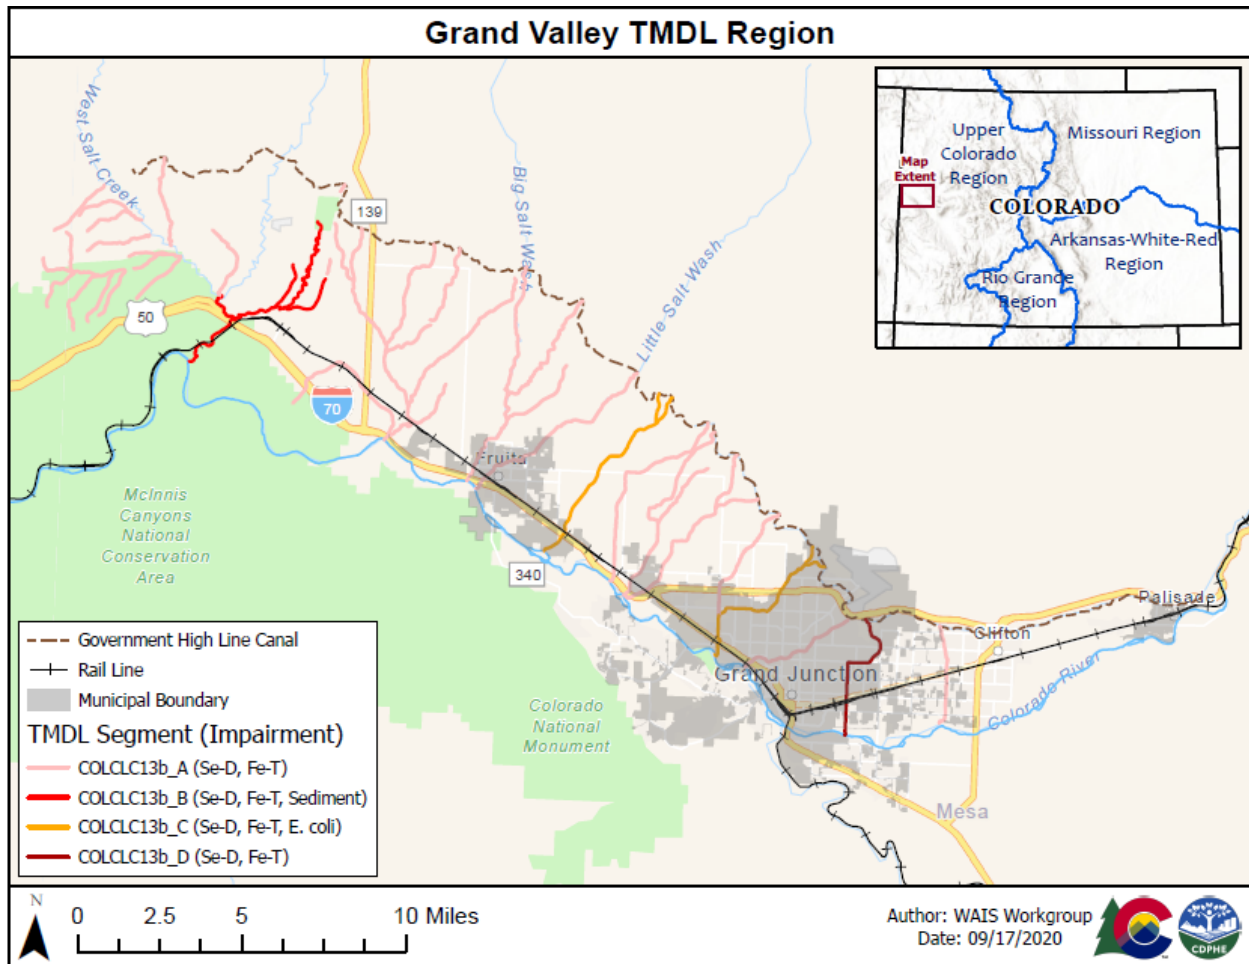 Grand Valley TMDL Region
West Salt Creek
Big Salt Wash
Little Salt Wash
139
50
70
340
Fruita
McInnis
Canyons
National
Conservation
Area
Colorado
National
Monument
Grand Junction
Clifton
Palisade
Colorado River
Mesa
Upper
Colorado
Region
Missouri Region
Map
Extent
COLORADO
Arkansas-White-Red
Region
Rio Grande
Region
Government High Line Canal
Rail Line
Municipal Boundary
TMDL Segment (Impairment)
COLCLC13b_A (Se-D, Fe-T)
COLCLC13b_B (Se-D, Fe-T, Sediment)
COLCLC13b_C (Se-D, Fe-T, E. coli)
COLCLC13b_D (Se-D, Fe-T)
N
0 2.5 5 10 Miles
Author: WAIS Workgroup
Date: 09/17/2020
CDPHE